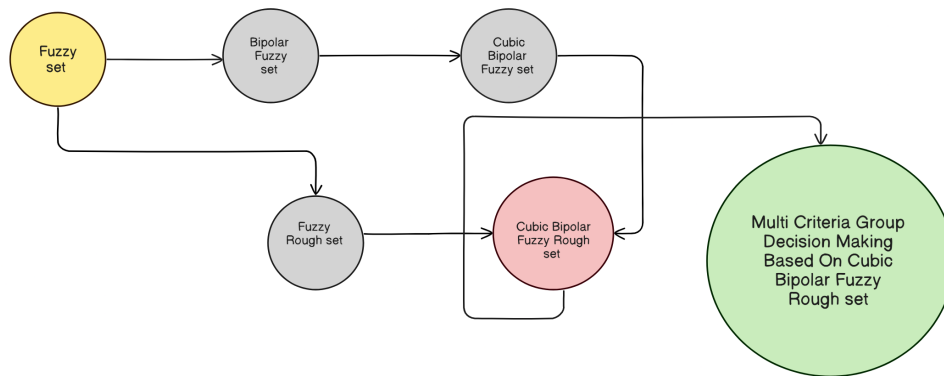 Fuzzy
set
Bipolar
Fuzzy
set
Cubic
Bipolar
Fuzzy set
Fuzzy
Rough set
Cubic Bipolar
Fuzzy Rough
set
Multi Criteria Group
Decision Making
Based On Cubic
Bipolar Fuzzy
Rough set